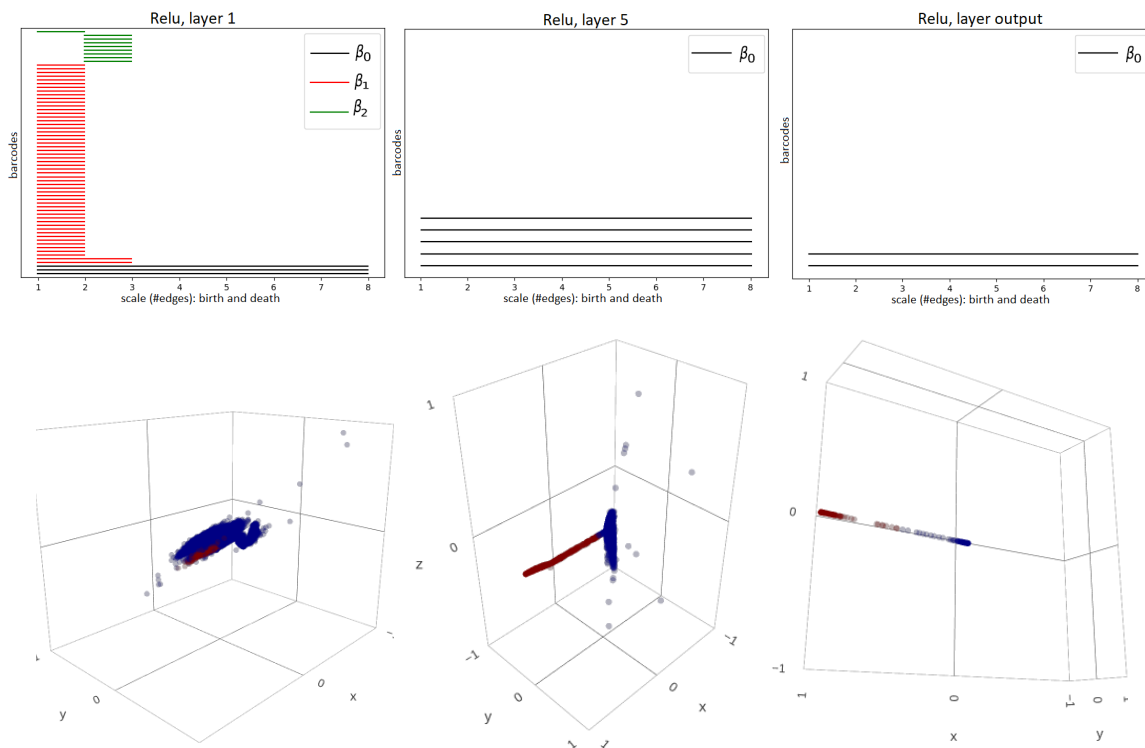 Relu, layer 1
β0
β1
β2
barcodes
1 2 3 4 5 6 7 8
scale (#edges): birth and death
Relu, layer 5
β0
barcodes
1 2 3 4 5 6 7 8
scale (#edges): birth and death
Relu, layer output
β0
barcodes
1 2 3 4 5 6 7 8
scale (#edges): birth and death
y
0
0
x
1
0
z
−1
y
0
1
1
0
x
−1
1
0
−1
1
0
x
−1
0
y